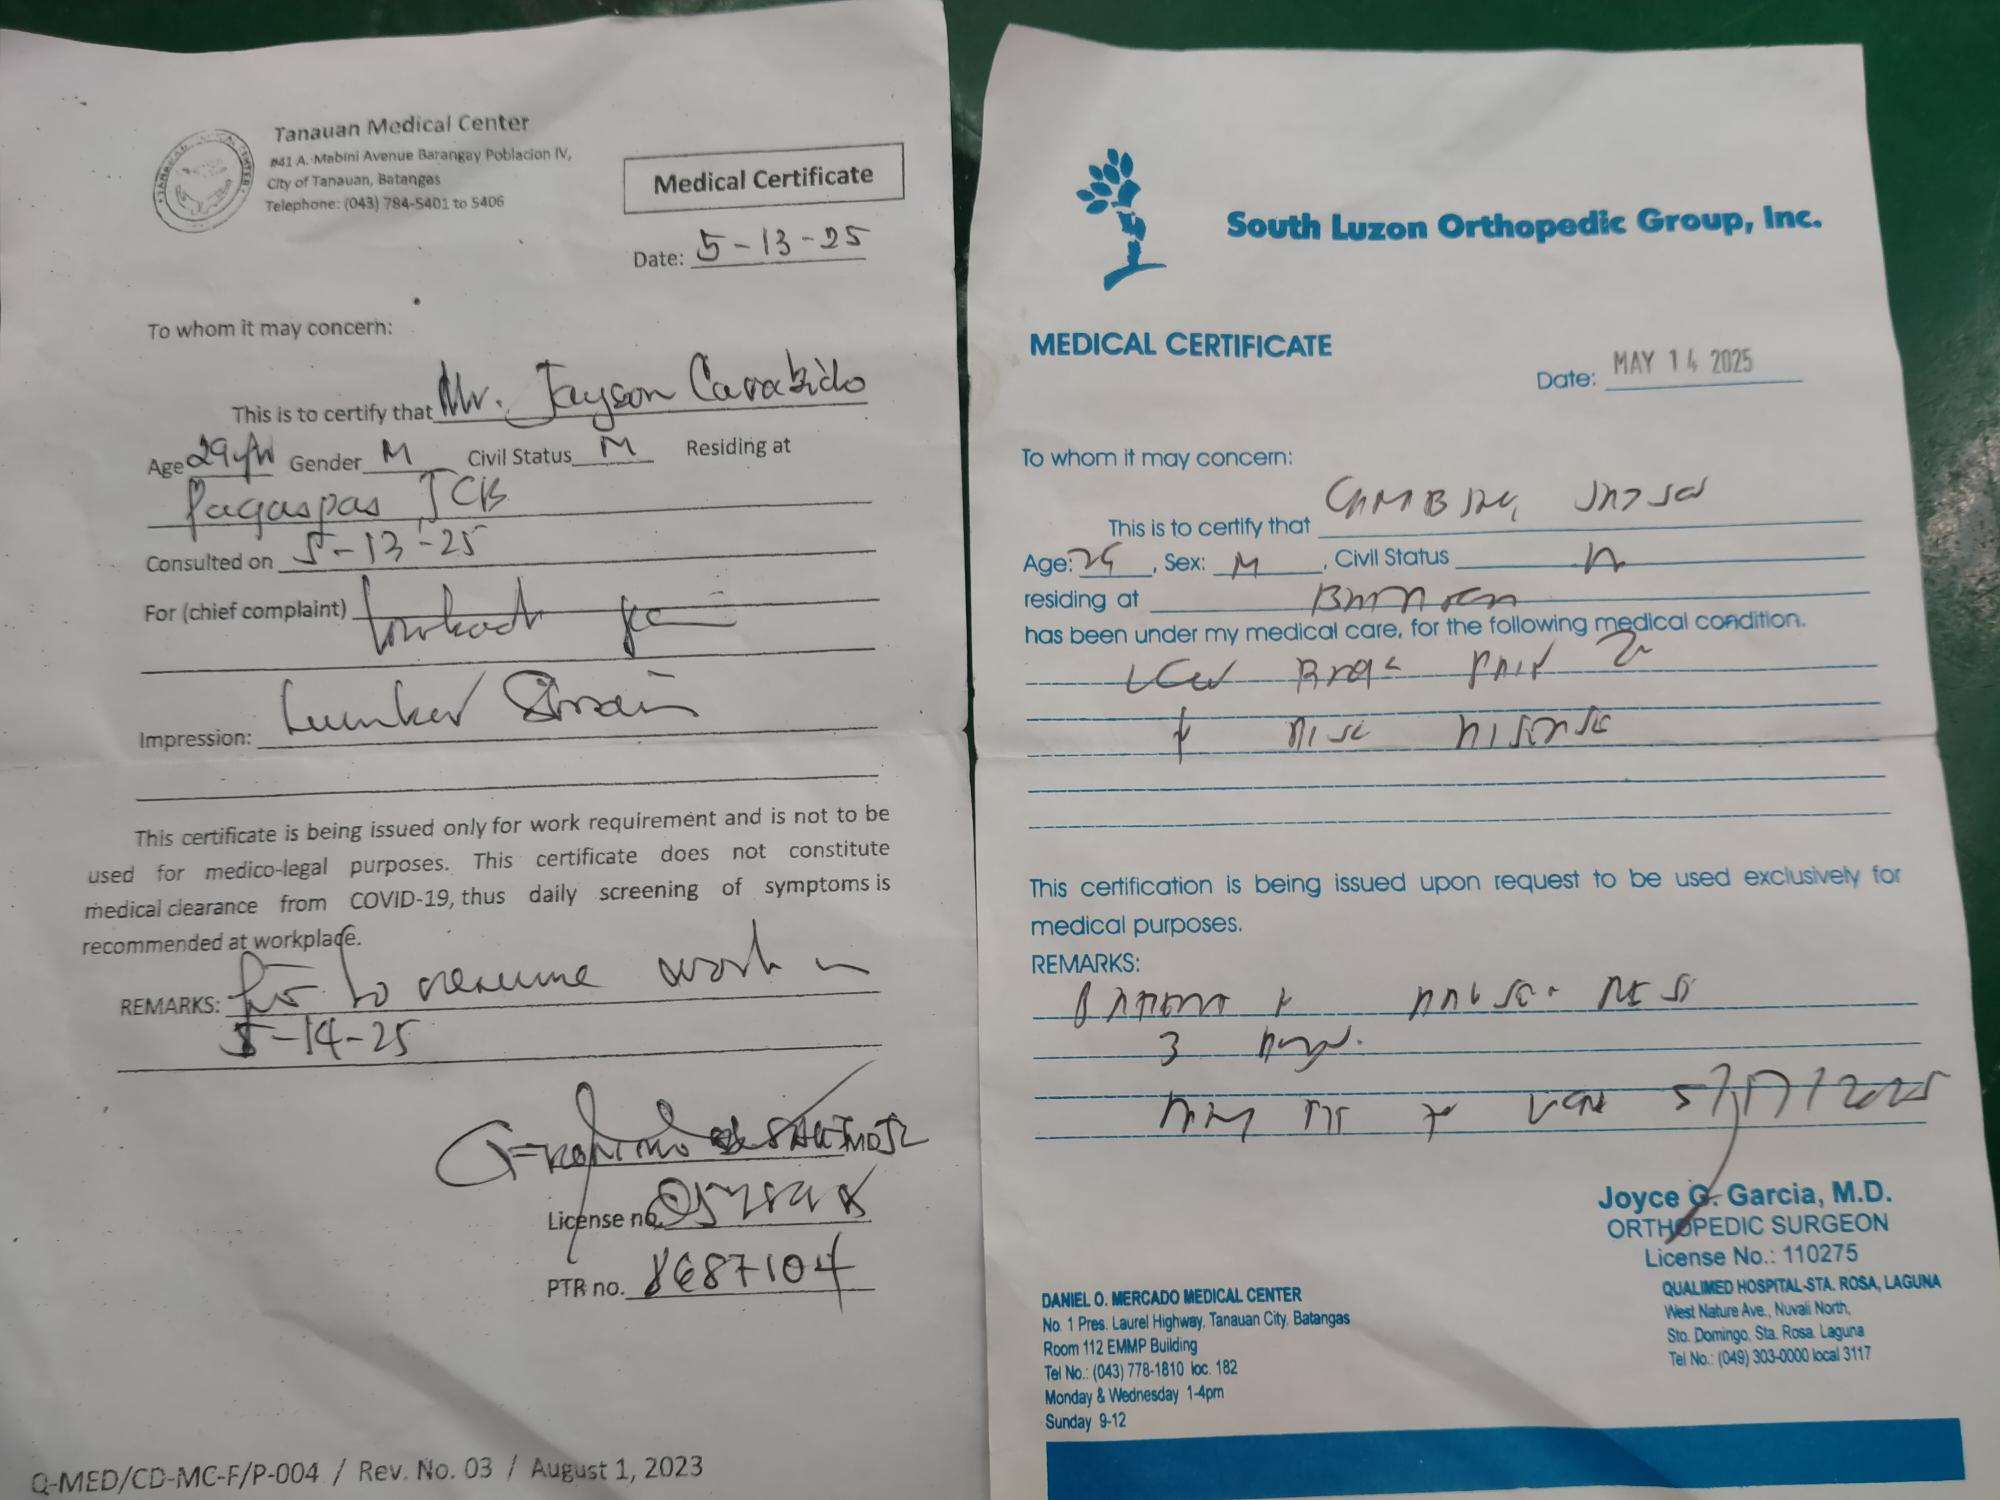 Tanauan Medical Center
#41 A. Mabini Avenue Barangay Poblacion IV,
City of Tanauan, Batangas
Telephone: (043) 784-5401 to 5406
Medical Certificate
Date: 5-13-25
To whom it may concern:
This is to certify that Mr. Jayson Carabido
Age 29 Gender M Civil Status M Residing at
Pagaspas TCB
Consulted on 5-13-25
For (chief complaint)
Impression: Lumbar Strain
This certificate is being issued only for work requirement and is not to be
used for medico-legal purposes. This certificate does not constitute
medical clearance from COVID-19, thus daily screening of symptoms is
recommended at workplace.
REMARKS: fit to resume work
5-14-25
License no.
PTR no. 8687104
Q-MED/CD-MC-F/P-004 / Rev. No. 03 / August 1, 2023
South Luzon Orthopedic Group, Inc.
MEDICAL CERTIFICATE
Date: MAY 14 2025
To whom it may concern:
This is to certify that
Age: 29, Sex: M, Civil Status
residing at
has been under my medical care, for the following medical condition.
Low Back Pain 2°
Disc Disease
This certification is being issued upon request to be used exclusively for
medical purposes.
REMARKS:
3 days.
5/17/2025
Joyce G. Garcia, M.D.
ORTHOPEDIC SURGEON
License No.: 110275
DANIEL O. MERCADO MEDICAL CENTER
No. 1 Pres. Laurel Highway, Tanauan City, Batangas
Room 112 EMMP Building
Tel No.: (043) 778-1810 loc. 182
Monday & Wednesday 1-4pm
Sunday 9-12
QUALIMED HOSPITAL-STA. ROSA, LAGUNA
West Nature Ave., Nuvali North,
Sto. Domingo, Sta. Rosa, Laguna
Tel No.: (049) 303-0000 local 3117